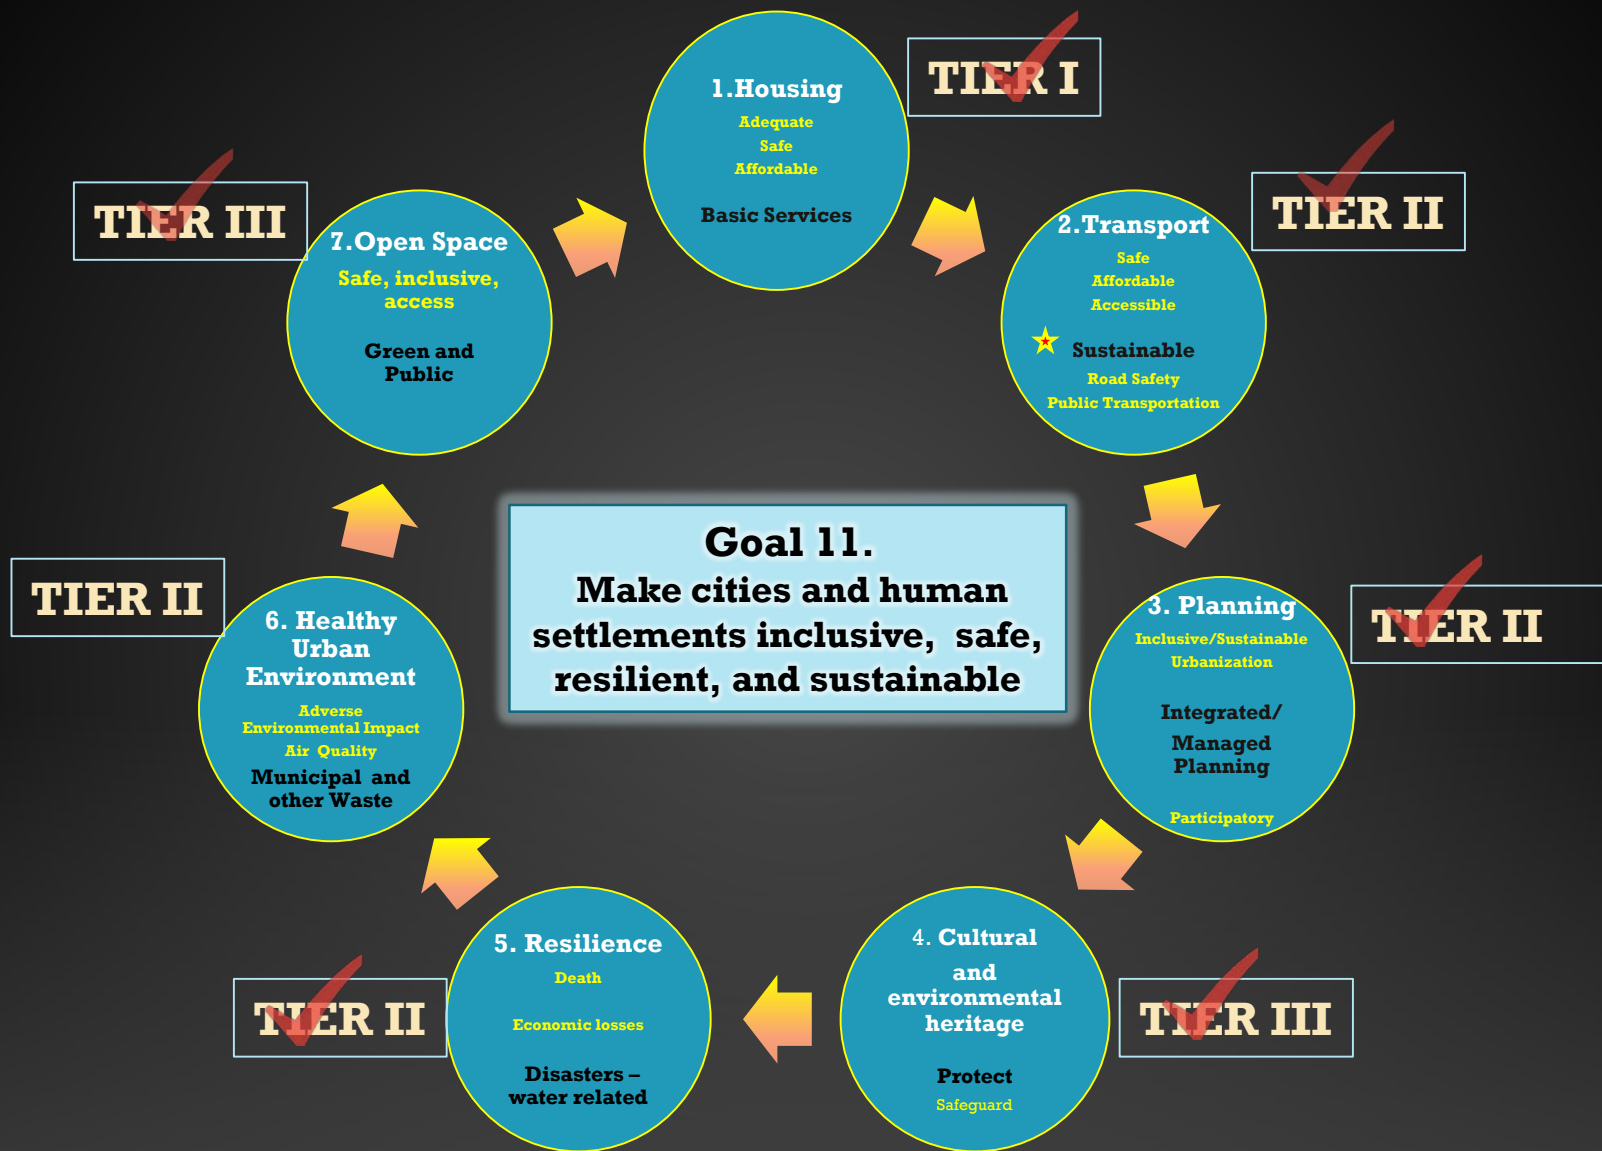 1.Housing
Adequate
Safe
Affordable
Basic Services
TIER I
2.Transport
Safe
Affordable
Accessible
Sustainable
Road Safety
Public Transportation
TIER II
3. Planning
Inclusive/Sustainable
Urbanization
Integrated/
Managed
Planning
Participatory
TIER II
4. Cultural
and
environmental
heritage
Protect
Safeguard
TIER III
5. Resilience
Death
Economic losses
Disasters –
water related
TIER II
6. Healthy
Urban
Environment
Adverse
Environmental Impact
Air Quality
Municipal and
other Waste
TIER II
7.Open Space
Safe, inclusive,
access
Green and
Public
TIER III
Goal 11.
Make cities and human
settlements inclusive, safe,
resilient, and sustainable